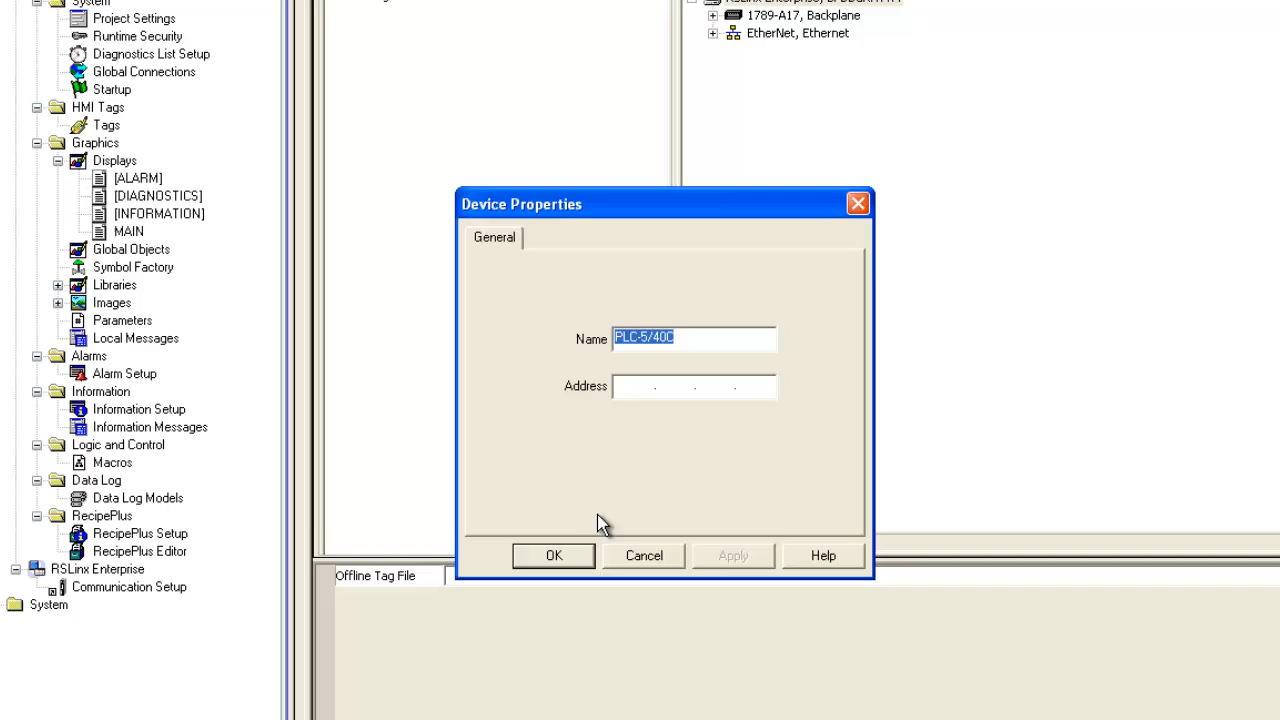 System
Project Settings
Runtime Security
Diagnostics List Setup
Global Connections
Startup
HMI Tags
Tags
Graphics
Displays
[ALARM]
[DIAGNOSTICS]
[INFORMATION]
MAIN
Global Objects
Symbol Factory
Libraries
Images
Parameters
Local Messages
Alarms
Alarm Setup
Information
Information Setup
Information Messages
Logic and Control
Macros
Data Log
Data Log Models
RecipePlus
RecipePlus Setup
RecipePlus Editor
RSLinx Enterprise
Communication Setup
System
RSLinx Enterprise,
1789-A17, Backplane
EtherNet, Ethernet
Device Properties
General
Name PLC-5/40C
Address . . .
OK Cancel Apply Help
Offline Tag File